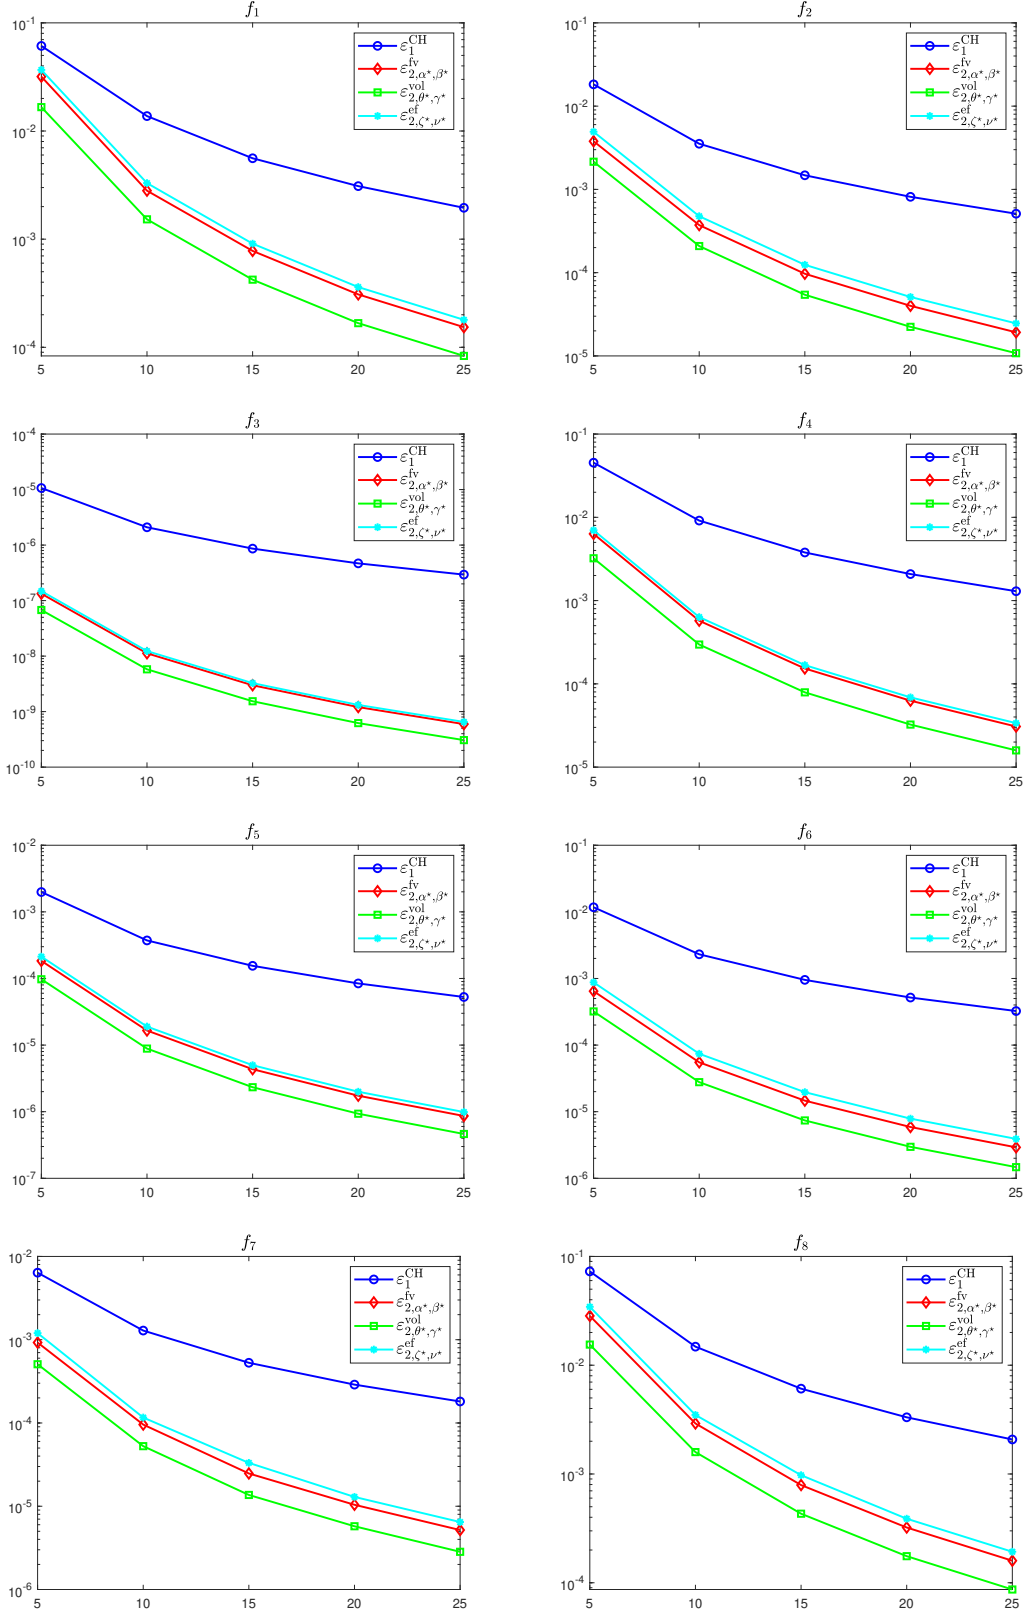 f₁
10⁻¹
10⁻²
10⁻³
10⁻⁴
5 10 15 20 25
ε₁^CH
ε₂,α⋆,β⋆^fv
ε₂,θ⋆,γ⋆^vol
ε₂,ζ⋆,ν⋆^ef
f₂
10⁻¹
10⁻²
10⁻³
10⁻⁴
10⁻⁵
5 10 15 20 25
ε₁^CH
ε₂,α⋆,β⋆^fv
ε₂,θ⋆,γ⋆^vol
ε₂,ζ⋆,ν⋆^ef
f₃
10⁻⁴
10⁻⁵
10⁻⁶
10⁻⁷
10⁻⁸
10⁻⁹
10⁻¹⁰
5 10 15 20 25
ε₁^CH
ε₂,α⋆,β⋆^fv
ε₂,θ⋆,γ⋆^vol
ε₂,ζ⋆,ν⋆^ef
f₄
10⁻¹
10⁻²
10⁻³
10⁻⁴
10⁻⁵
5 10 15 20 25
ε₁^CH
ε₂,α⋆,β⋆^fv
ε₂,θ⋆,γ⋆^vol
ε₂,ζ⋆,ν⋆^ef
f₅
10⁻²
10⁻³
10⁻⁴
10⁻⁵
10⁻⁶
10⁻⁷
5 10 15 20 25
ε₁^CH
ε₂,α⋆,β⋆^fv
ε₂,θ⋆,γ⋆^vol
ε₂,ζ⋆,ν⋆^ef
f₆
10⁻¹
10⁻²
10⁻³
10⁻⁴
10⁻⁵
10⁻⁶
5 10 15 20 25
ε₁^CH
ε₂,α⋆,β⋆^fv
ε₂,θ⋆,γ⋆^vol
ε₂,ζ⋆,ν⋆^ef
f₇
10⁻²
10⁻³
10⁻⁴
10⁻⁵
10⁻⁶
5 10 15 20 25
ε₁^CH
ε₂,α⋆,β⋆^fv
ε₂,θ⋆,γ⋆^vol
ε₂,ζ⋆,ν⋆^ef
f₈
10⁻¹
10⁻²
10⁻³
10⁻⁴
5 10 15 20 25
ε₁^CH
ε₂,α⋆,β⋆^fv
ε₂,θ⋆,γ⋆^vol
ε₂,ζ⋆,ν⋆^ef